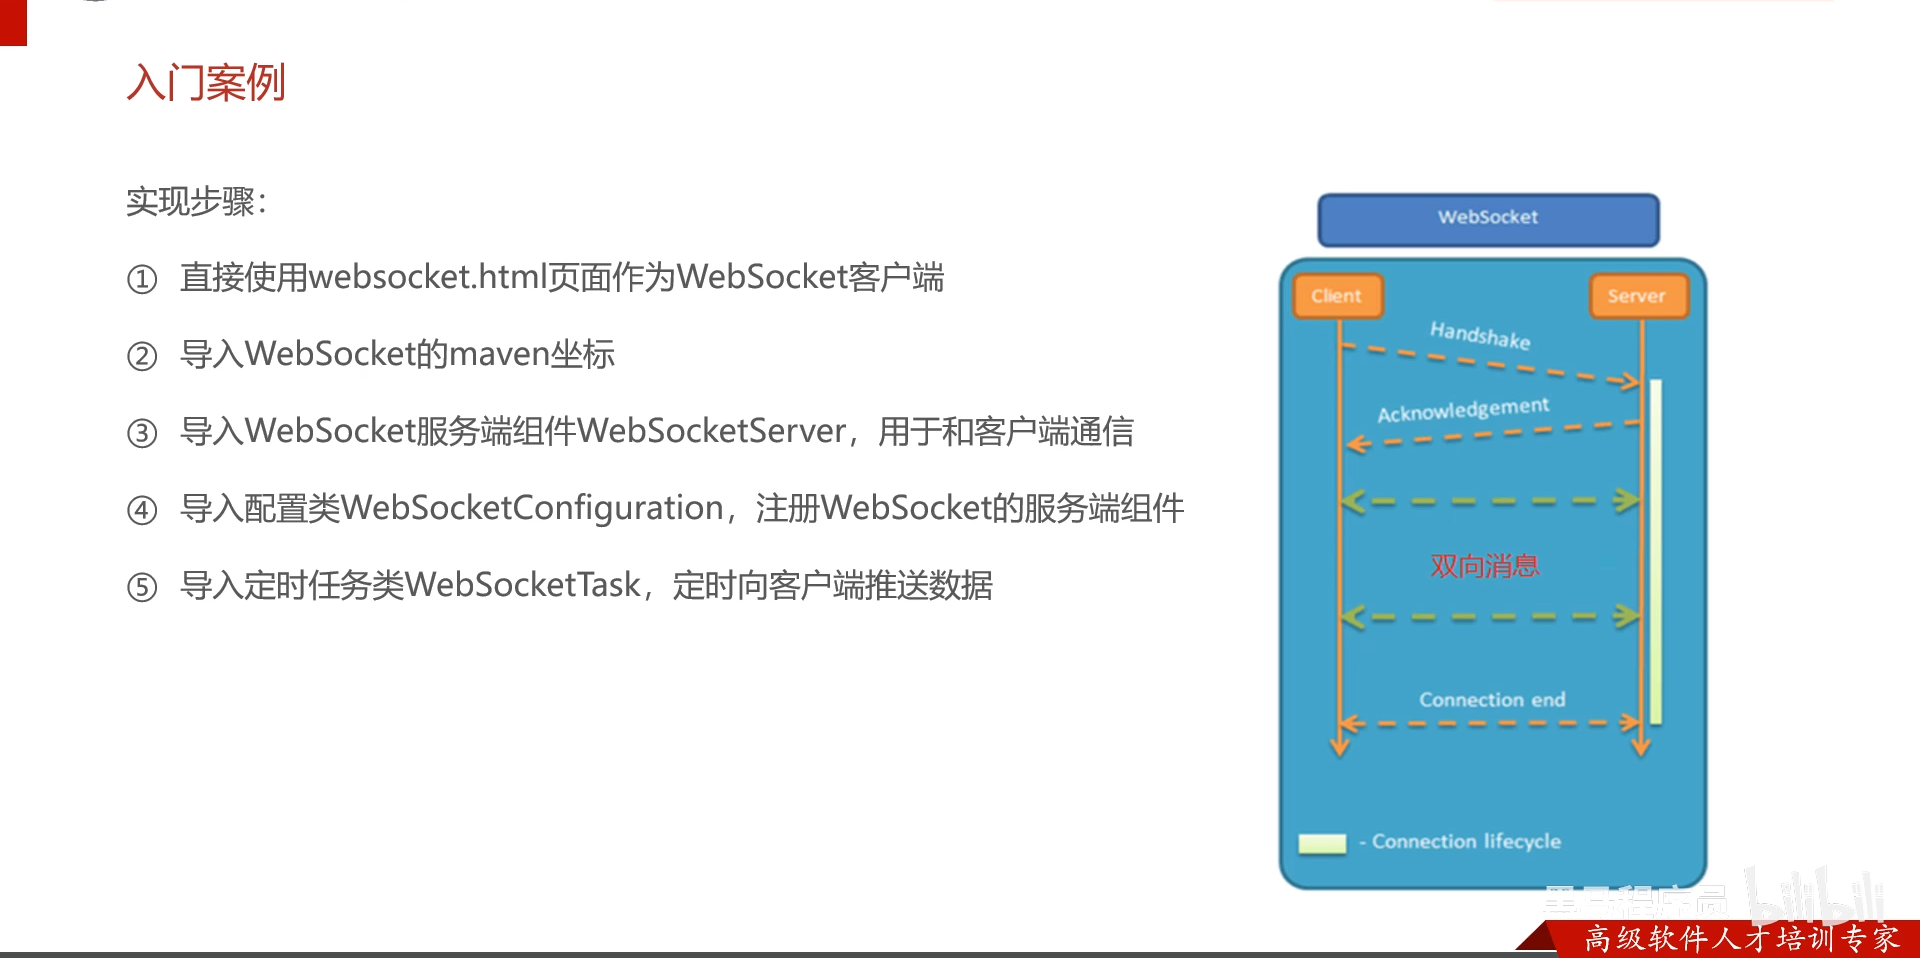 入门案例
实现步骤：
① 直接使用websocket.html页面作为WebSocket客户端
② 导入WebSocket的maven坐标
③ 导入WebSocket服务端组件WebSocketServer，用于和客户端通信
④ 导入配置类WebSocketConfiguration，注册WebSocket的服务端组件
⑤ 导入定时任务类WebSocketTask，定时向客户端推送数据
WebSocket
Client
Server
Handshake
Acknowledgement
双向消息
Connection end
- Connection lifecycle
黑马程序员
bilibili
高级软件人才培训专家